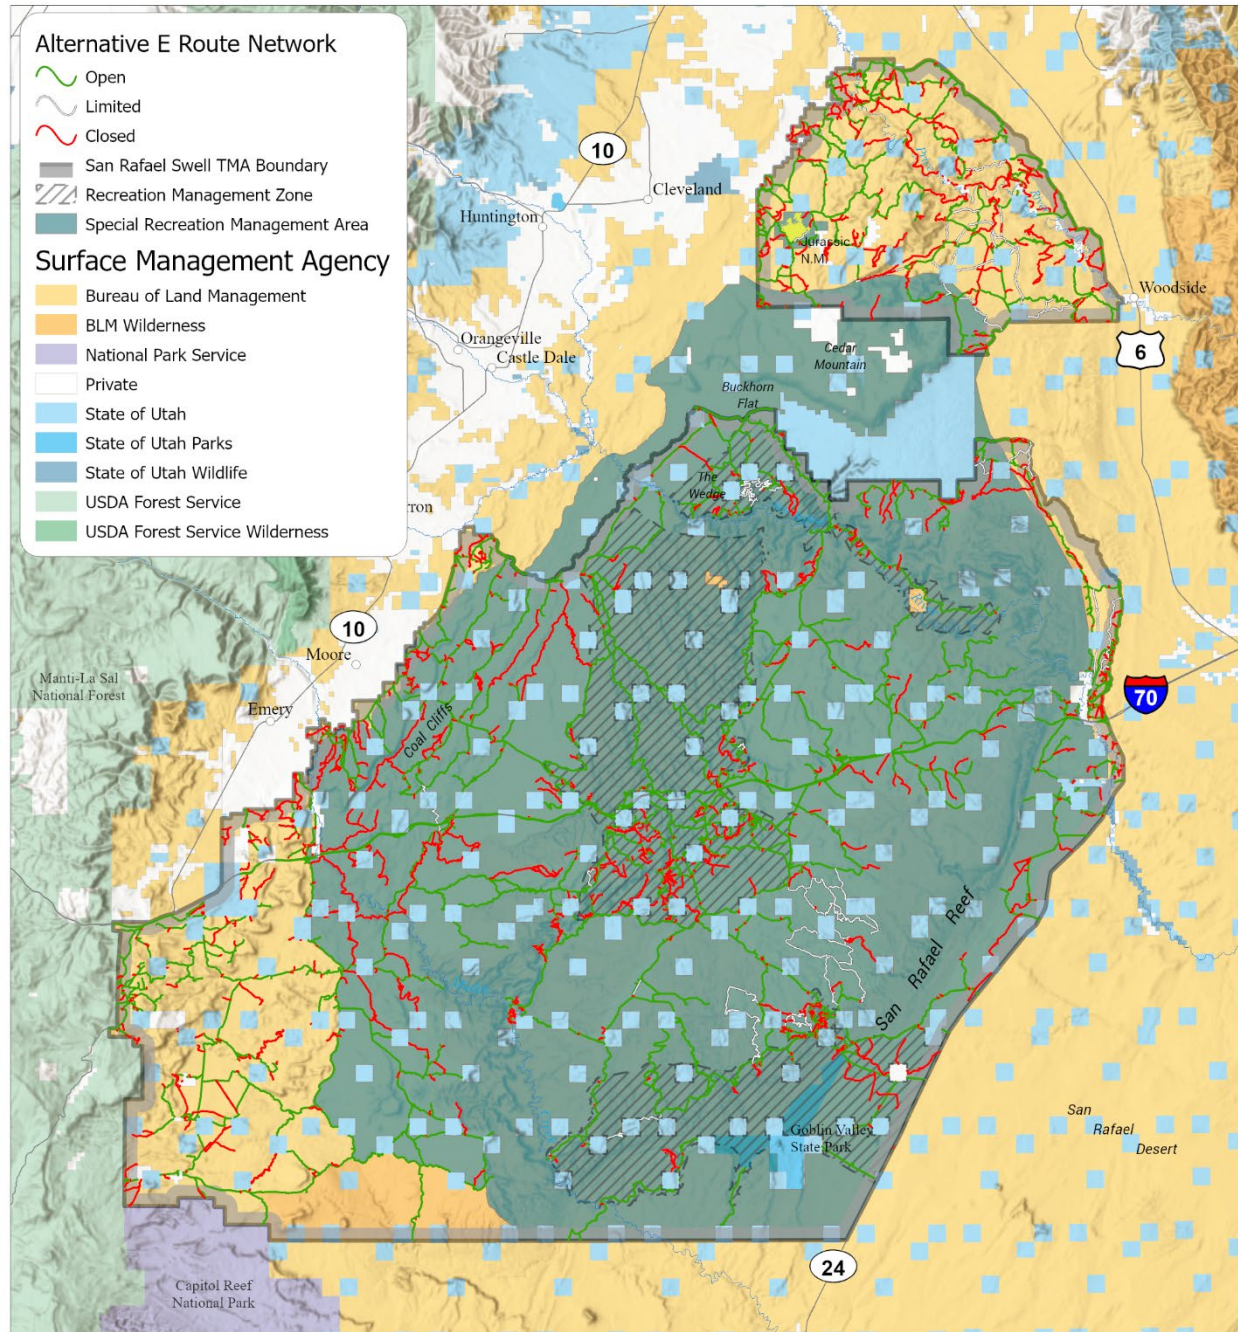 Alternative E Route Network
Open
Limited
Closed
San Rafael Swell TMA Boundary
Recreation Management Zone
Special Recreation Management Area
Surface Management Agency
Bureau of Land Management
BLM Wilderness
National Park Service
Private
State of Utah
State of Utah Parks
State of Utah Wildlife
USDA Forest Service
USDA Forest Service Wilderness
10
Cleveland
Huntington
Jurassic
N.M.
Woodside
6
Orangeville
Castle Dale
Cedar
Mountain
Buckhorn
Flat
The
Wedge
rron
10
Moore
Manti-La Sal
National Forest
Emery
Coal Cliffs
70
San Rafael Reef
Goblin Valley
State Park
San
Rafael
Desert
24
Capitol Reef
National Park